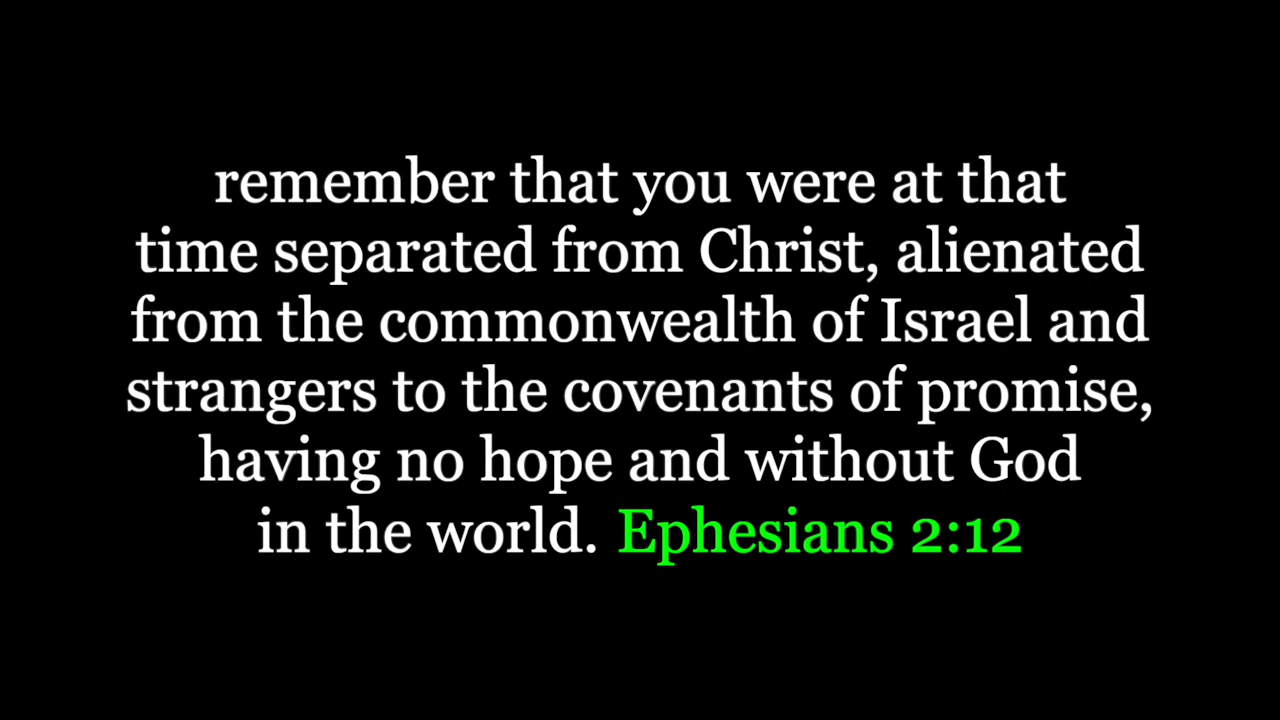 remember that you were at that
time separated from Christ, alienated
from the commonwealth of Israel and
strangers to the covenants of promise,
having no hope and without God
in the world. Ephesians 2:12